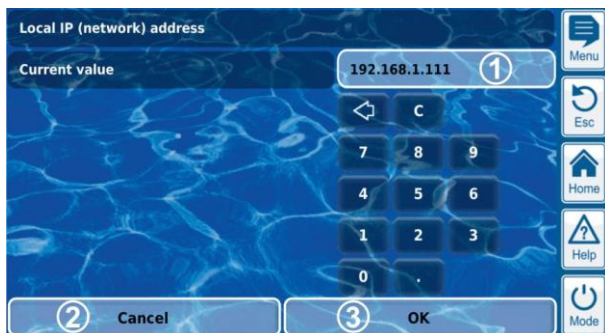 Local IP (network) address
Menu
Current value
192.168.1.111
1
C
Esc
7 8 9
Home
4 5 6
1 2 3
?
Help
0 .
2 Cancel
3 OK
Mode